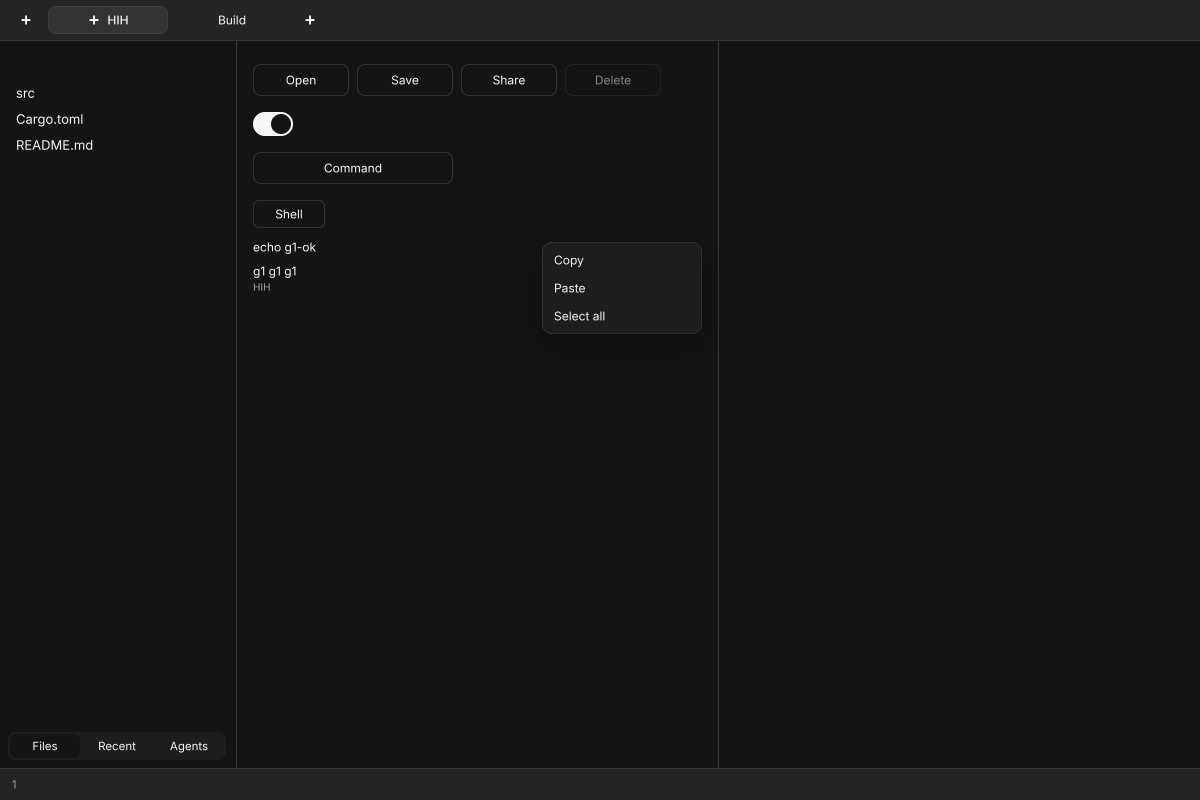 HIH Build
src
Cargo.toml
README.md
Open Save Share Delete
Command
Shell
echo g1-ok
g1 g1 g1
HIH
Copy
Paste
Select all
Files Recent Agents
1